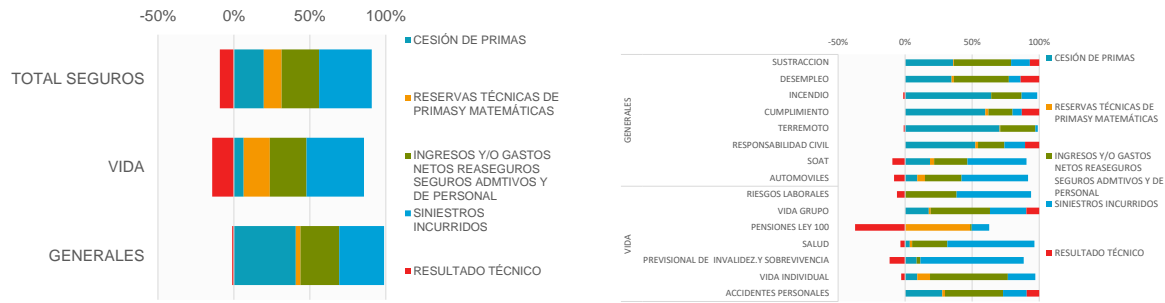 -50% 0% 50% 100%
TOTAL SEGUROS
VIDA
GENERALES
CESIÓN DE PRIMAS
RESERVAS TÉCNICAS DE
PRIMASY MATEMÁTICAS
INGRESOS Y/O GASTOS
NETOS REASEGUROS
SEGUROS ADMTIVOS Y
DE PERSONAL
SINIESTROS
INCURRIDOS
RESULTADO TÉCNICO
-50% 0% 50% 100%
GENERALES
SUSTRACCION
DESEMPLEO
INCENDIO
CUMPLIMIENTO
TERREMOTO
RESPONSABILIDAD CIVIL
SOAT
AUTOMOVILES
VIDA
RIESGOS LABORALES
VIDA GRUPO
PENSIONES LEY 100
SALUD
PREVISIONAL DE INVALIDEZ.Y SOBREVIVENCIA
VIDA INDIVIDUAL
ACCIDENTES PERSONALES
CESIÓN DE PRIMAS
RESERVAS TÉCNICAS DE
PRIMASY MATEMÁTICAS
INGRESOS Y/O GASTOS
NETOS REASEGUROS
SEGUROS ADMTIVOS Y DE
PERSONAL
SINIESTROS INCURRIDOS
RESULTADO TÉCNICO